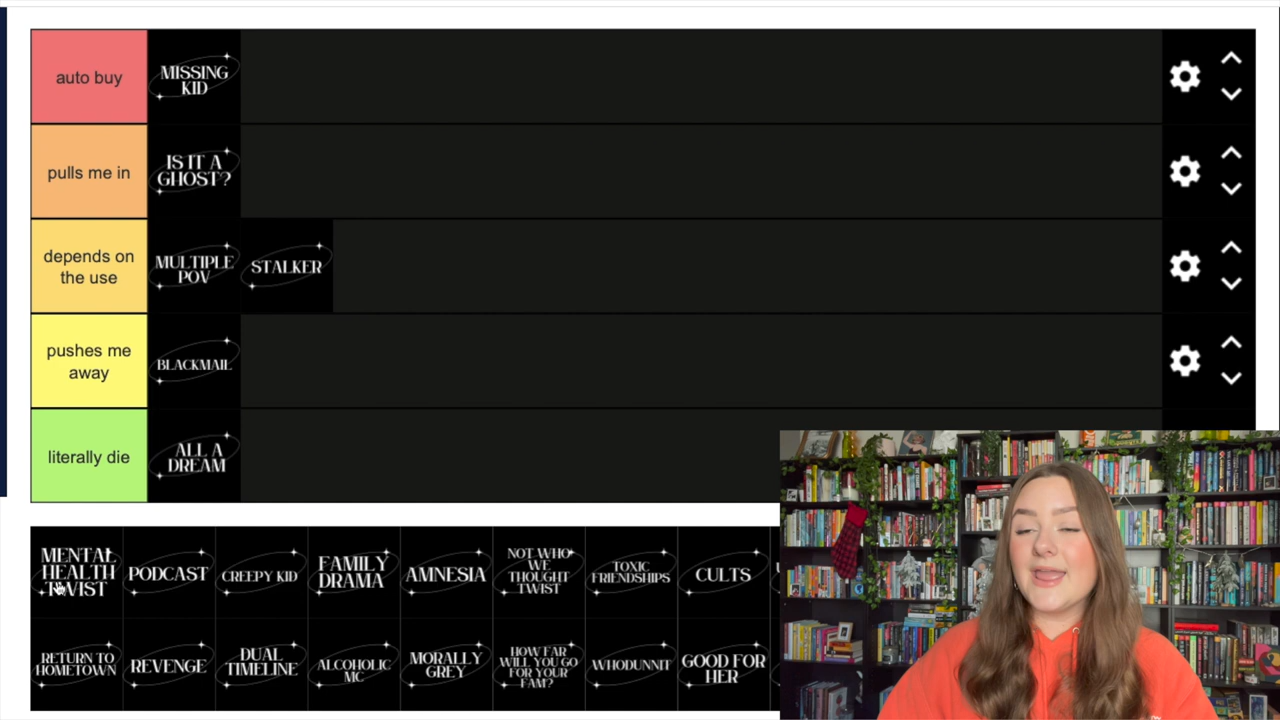 auto buy
MISSING
KID
pulls me in
IS IT A
GHOST?
depends on
the use
MULTIPLE
POV
STALKER
pushes me
away
BLACKMAIL
literally die
ALL A
DREAM
MENTAL
HEALTH
TWIST
PODCAST
CREEPY KID
FAMILY
DRAMA
AMNESIA
NOT WHO
WE
THOUGHT
TWIST
TOXIC
FRIENDSHIPS
CULTS
RETURN TO
HOMETOWN
REVENGE
DUAL
TIMELINE
ALCOHOLIC
MC
MORALLY
GREY
HOW FAR
WILL YOU GO
FOR YOUR
FAM?
WHODUNNIT
GOOD FOR
HER